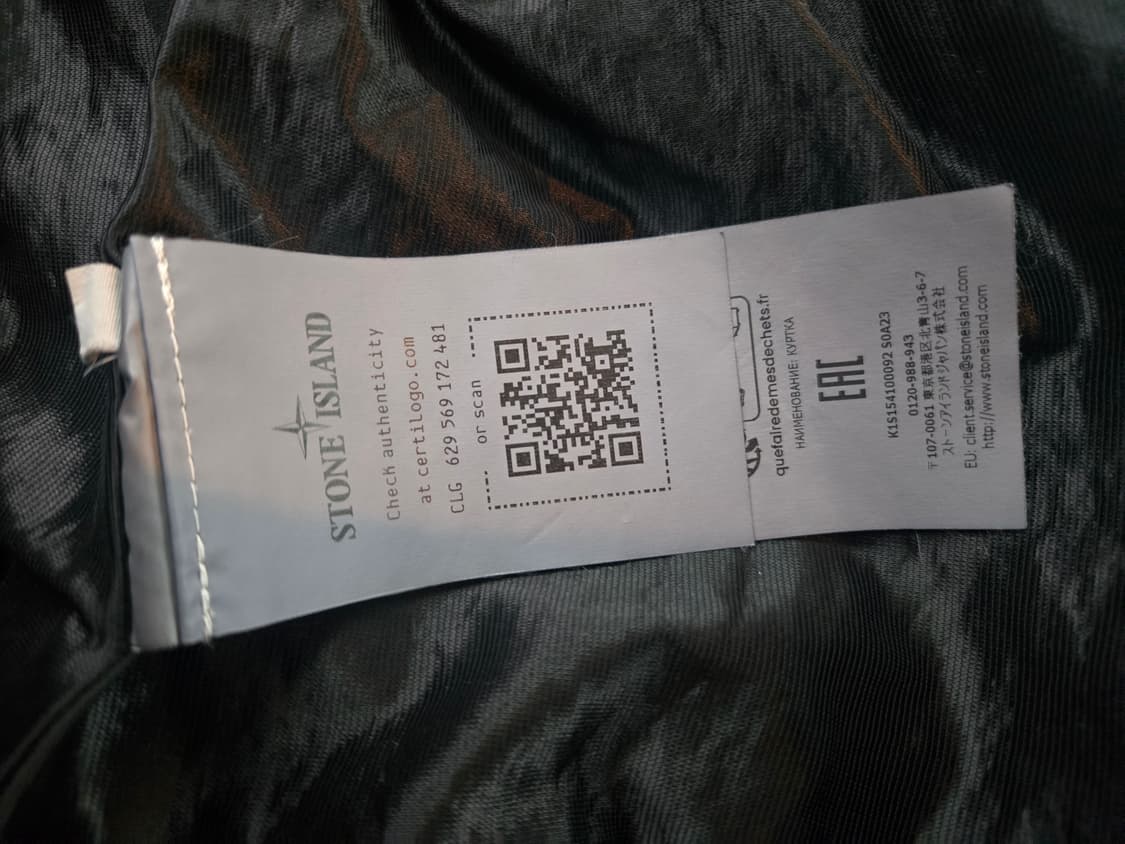 STONE ISLAND
Check authenticity
at certilogo.com
CLG 629 569 172 481
or scan
quefairedemesdechets.fr
НАИМЕНОВАНИЕ: КУРТКА
EAC
K1S154100092 S0A23
0120-988-943
〒107-0061 東京都港区北青山3-6-7
ストーンアイランドジャパン株式会社
EU: client.service@stoneisland.com
http://www.stoneisland.com